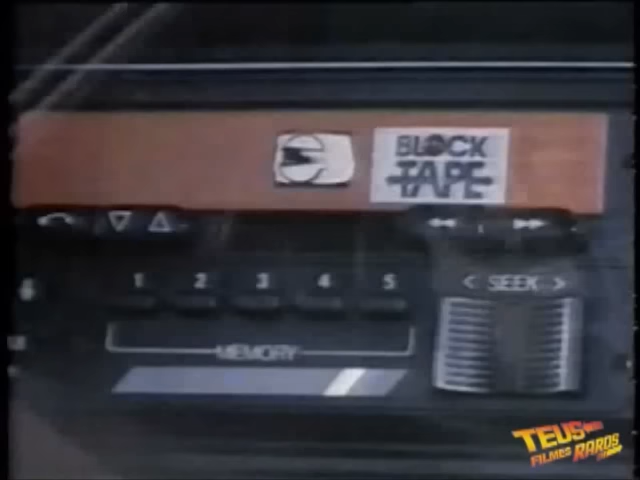 BLOCK
TAPE
1 2 3 4 5
< SEEK >
MEMORY
TEUS
FILMES RAROS